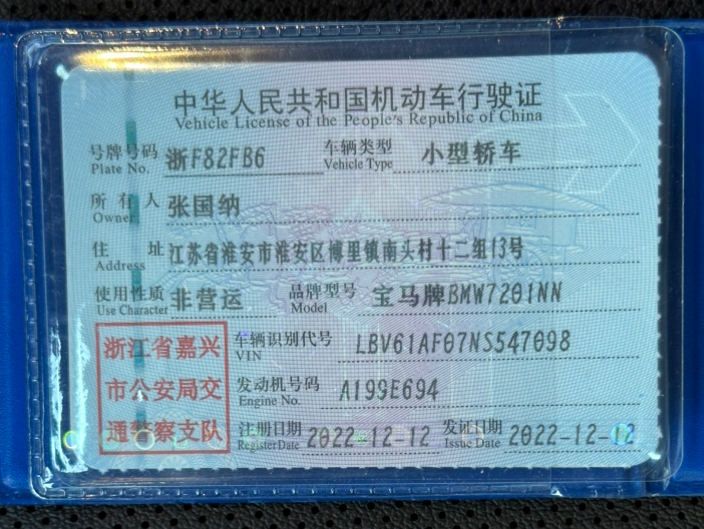 中华人民共和国机动车行驶证
Vehicle License of the People's Republic of China
号牌号码 浙F82FB6 车辆类型 小型轿车
Plate No. Vehicle Type
所有人 张国纳
Owner
住址 江苏省淮安市淮安区博里镇南头村十二组13号
Address
使用性质 非营运 品牌型号 宝马牌BMW7201NN
Use Character Model
浙江省嘉兴 车辆识别代号 LBV61AF07NS547098
VIN
市公安局交 发动机号码 A199E694
Engine No.
通警察支队 注册日期 2022-12-12 发证日期 2022-12-12
Register Date Issue Date